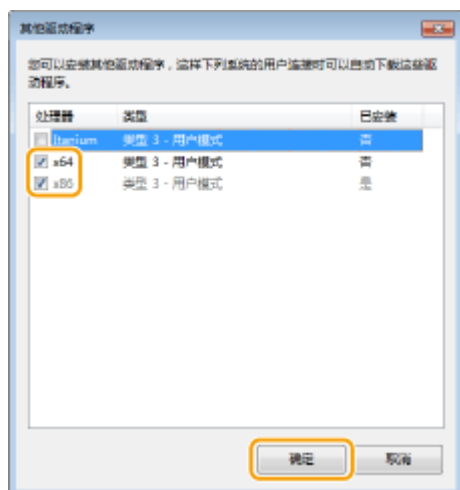 其他驱动程序
您可以安装其他驱动程序，这样下列系统的用户连接时可以自动下载这些驱
动程序。
处理器 类型 已安装
Itanium 类型 3 - 用户模式 否
x64 类型 3 - 用户模式 否
x86 类型 3 - 用户模式 是
确定 取消